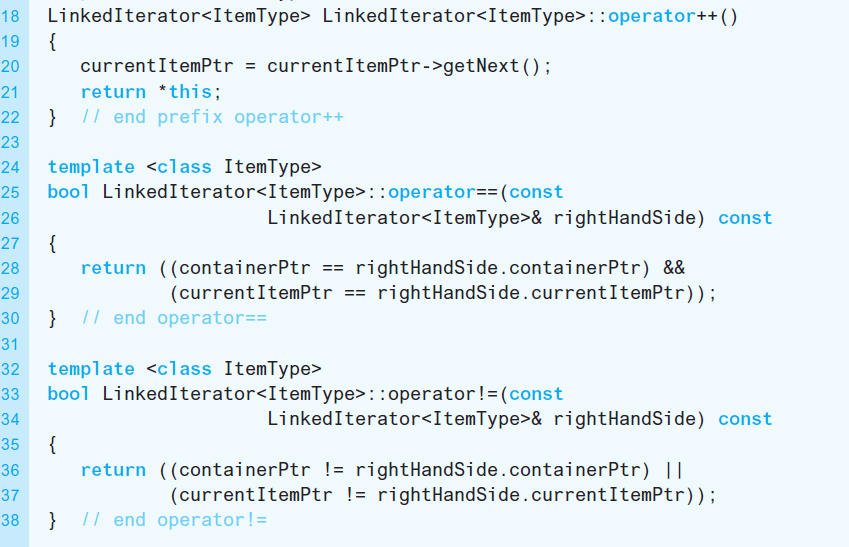 18 LinkedIterator<ItemType> LinkedIterator<ItemType>::operator++()
19 {
20    currentItemPtr = currentItemPtr->getNext();
21    return *this;
22 }  // end prefix operator++
23
24 template <class ItemType>
25 bool LinkedIterator<ItemType>::operator==(const
26                     LinkedIterator<ItemType>& rightHandSide) const
27 {
28    return ((containerPtr == rightHandSide.containerPtr) &&
29            (currentItemPtr == rightHandSide.currentItemPtr));
30 }  // end operator==
31
32 template <class ItemType>
33 bool LinkedIterator<ItemType>::operator!=(const
34                     LinkedIterator<ItemType>& rightHandSide) const
35 {
36    return ((containerPtr != rightHandSide.containerPtr) ||
37            (currentItemPtr != rightHandSide.currentItemPtr));
38 }  // end operator!=